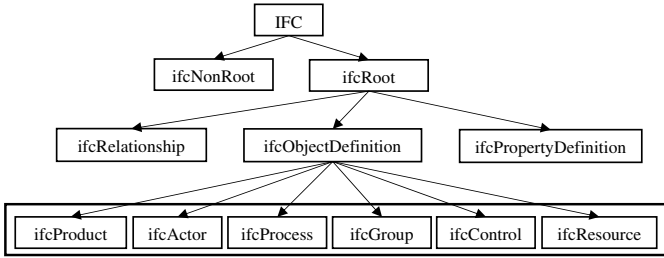 IFC
ifcNonRoot
ifcRoot
ifcRelationship
ifcObjectDefinition
ifcPropertyDefinition
ifcProduct
ifcActor
ifcProcess
ifcGroup
ifcControl
ifcResource